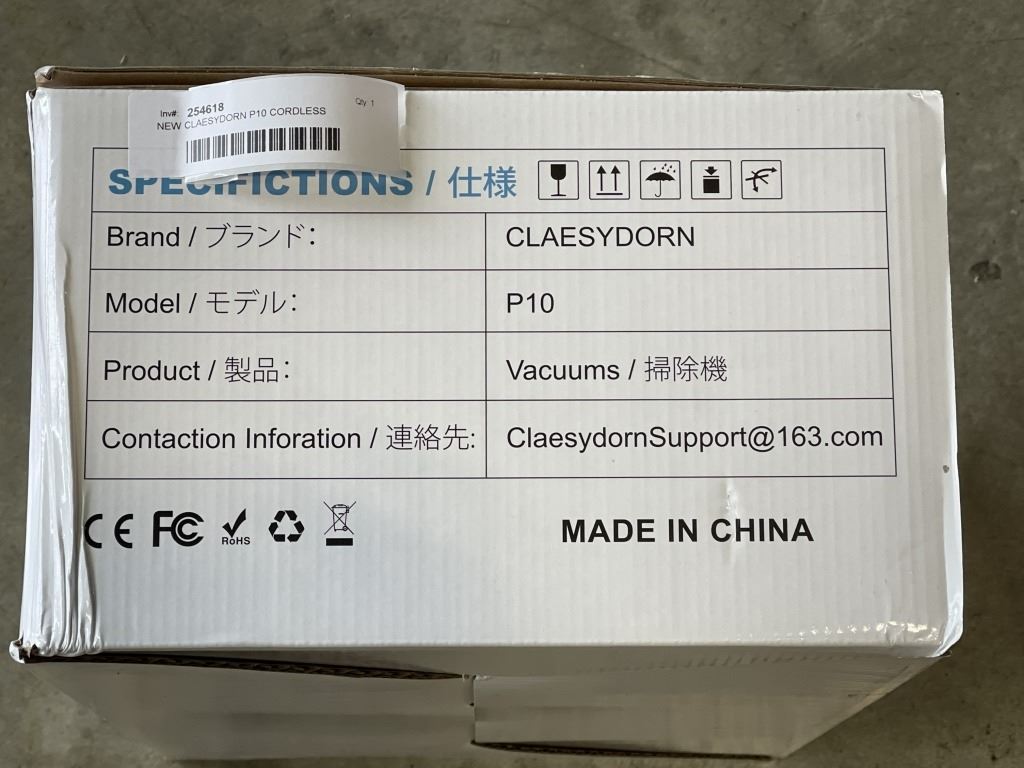 Inv#: 254618 Qty 1
NEW CLAESYDORN P10 CORDLESS
SPECIFICTIONS / 仕様
Brand / ブランド: CLAESYDORN
Model / モデル: P10
Product / 製品: Vacuums / 掃除機
Contaction Inforation / 連絡先: ClaesydornSupport@163.com
CE FC RoHS
MADE IN CHINA